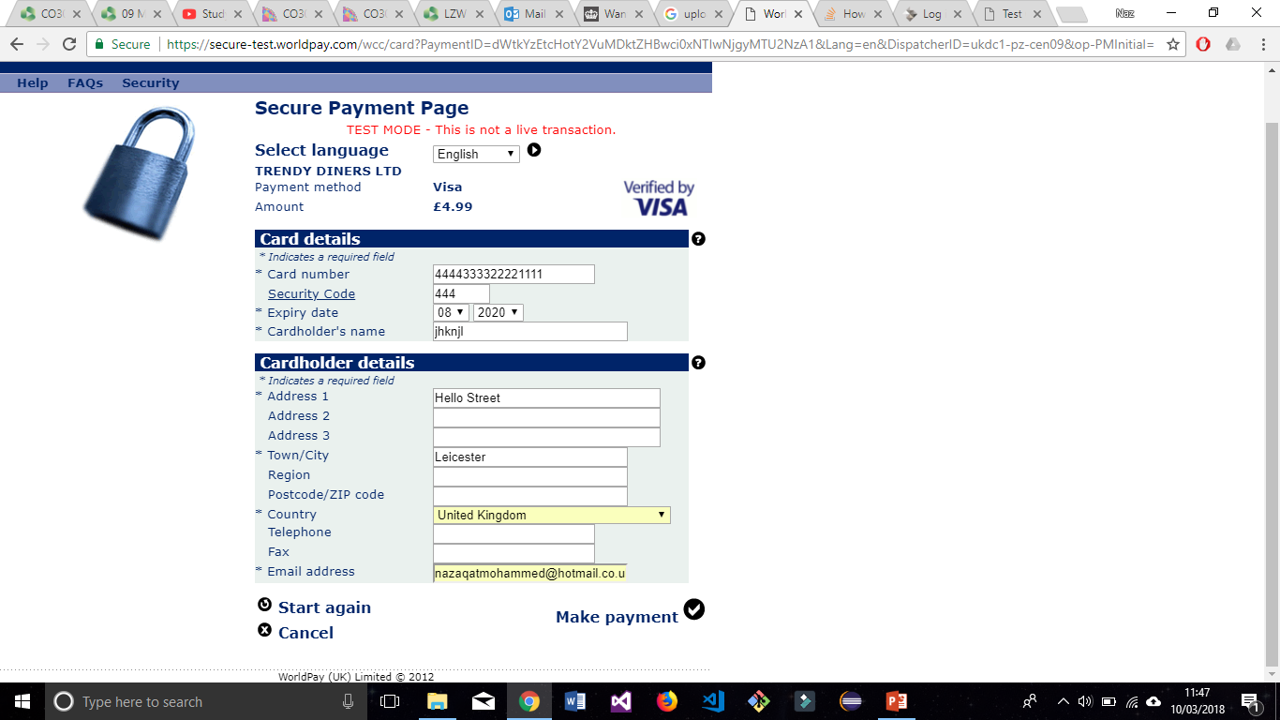 CO30
09 M
Stud
CO3C
CO3C
LZW
Mail
Wan
uplo
Worl
How
Log
Test
Naz
Secure
https://secure-test.worldpay.com/wcc/card?PaymentID=dWtkYzEtcHotY2VuMDktZHBwci0xNTIwNjgyMTU2NzA1&Lang=en&DispatcherID=ukdc1-pz-cen09&op-PMInitial=
Help FAQs Security
Secure Payment Page
TEST MODE - This is not a live transaction.
Select language English
TRENDY DINERS LTD
Payment method Visa
Verified by
VISA
Amount £4.99
Card details ?
* Indicates a required field
* Card number 4444333322221111
Security Code 444
* Expiry date 08 2020
* Cardholder's name jhknjl
Cardholder details ?
* Indicates a required field
* Address 1 Hello Street
Address 2
Address 3
* Town/City Leicester
Region
Postcode/ZIP code
* Country United Kingdom
Telephone
Fax
* Email address nazaqatmohammed@hotmail.co.u
Start again
Make payment
Cancel
WorldPay (UK) Limited © 2012
Type here to search
11:47
10/03/2018